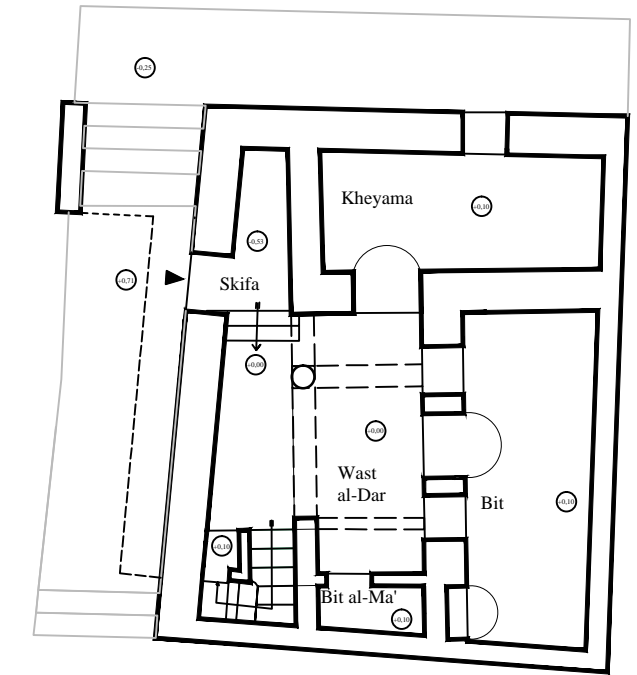 -0,25
Kheyama
+0,10
-0,53
Skifa
+0,71
+0,00
+0,00
Wast
al-Dar
Bit
+0,10
+0,10
Bit al-Ma'
+0,10